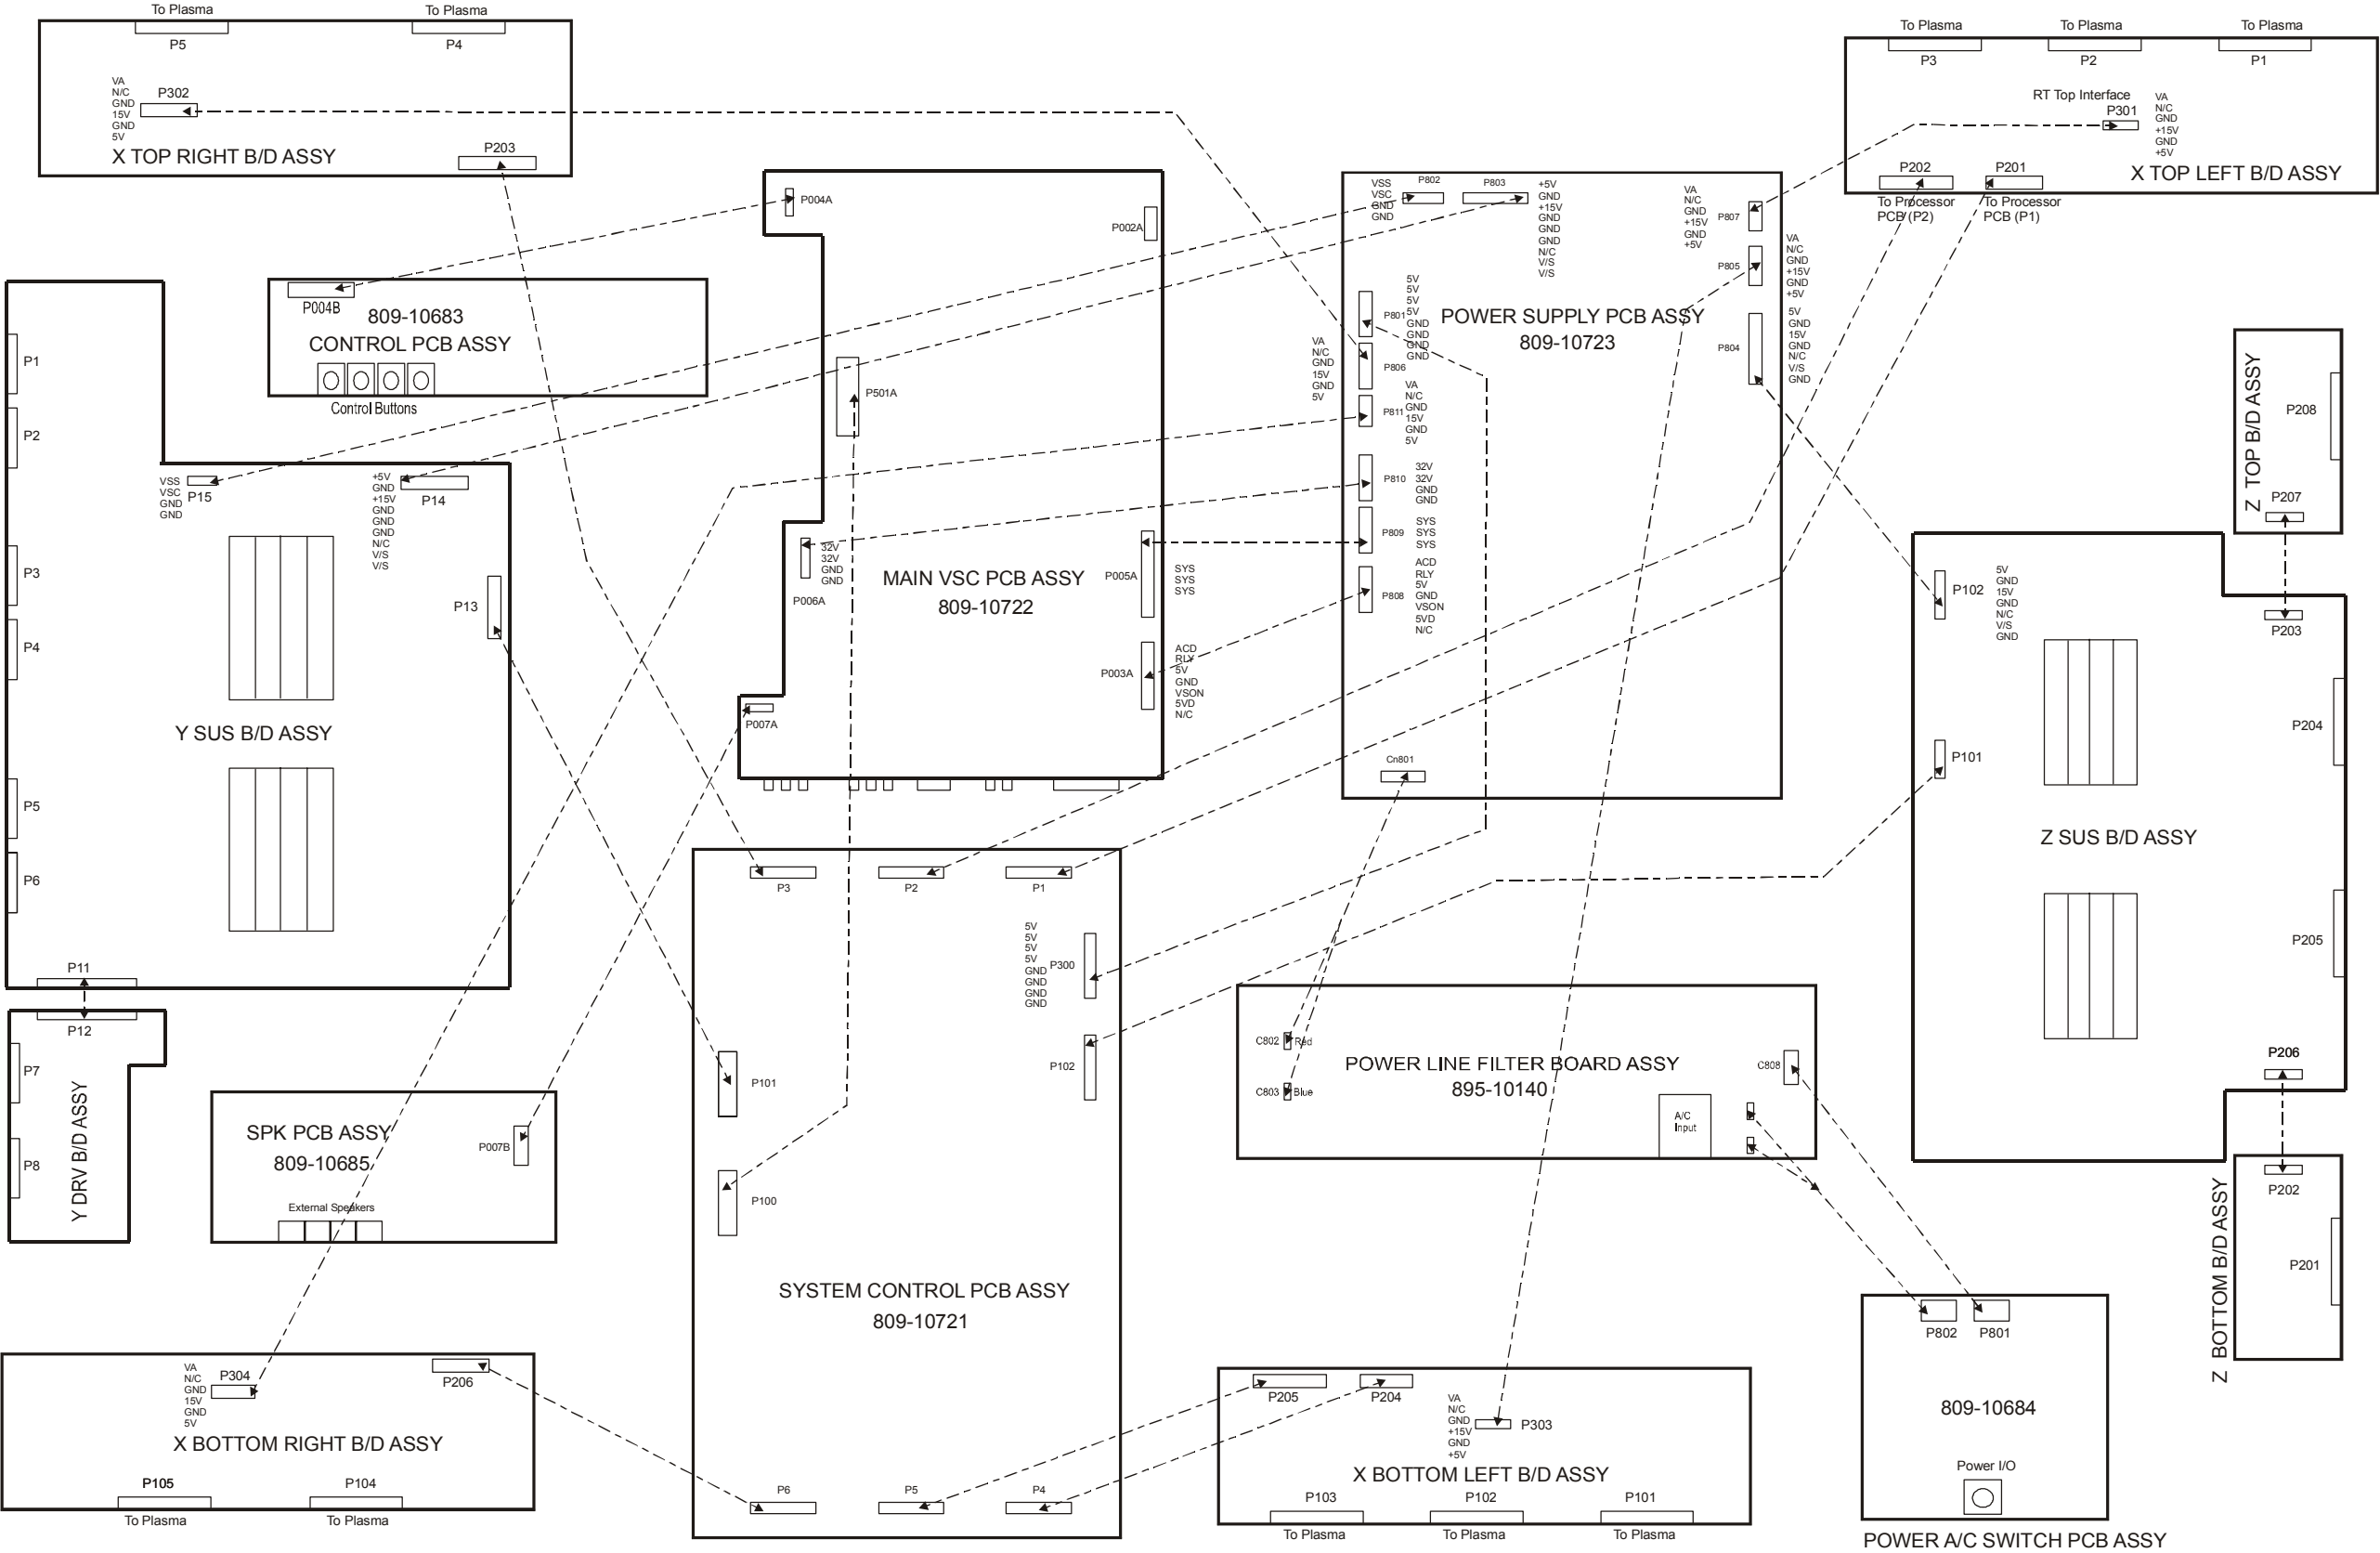 To Plasma
To Plasma
P5
P4
VA
N/C
GND
15V
GND
5V
P302
P203
X TOP RIGHT B/D ASSY
To Plasma
To Plasma
To Plasma
P3
P2
P1
RT Top Interface
P301
VA
N/C
GND
+15V
GND
+5V
P202
P201
X TOP LEFT B/D ASSY
To Processor
PCB (P2)
To Processor
PCB (P1)
P004B
809-10683
CONTROL PCB ASSY
Control Buttons
P004A
P002A
P501A
32V
32V
GND
GND
P006A
MAIN VSC PCB ASSY
809-10722
P005A
SYS
SYS
SYS
P003A
ACD
RLY
5V
GND
VSON
5VD
N/C
P007A
VSS
VSC
GND
GND
P802
P803
+5V
GND
+15V
GND
GND
GND
N/C
V/S
V/S
VA
N/C
GND
+15V
GND
+5V
P807
P805
VA
N/C
GND
+15V
GND
+5V
5V
5V
5V
5V
GND
GND
GND
GND
P801
POWER SUPPLY PCB ASSY
809-10723
P804
5V
GND
15V
GND
N/C
V/S
GND
VA
N/C
GND
15V
GND
5V
P806
P811
VA
N/C
GND
15V
GND
5V
P810
32V
32V
GND
GND
P809
SYS
SYS
SYS
P808
ACD
RLY
5V
GND
VSON
5VD
N/C
Cn801
P1
P2
P3
P4
P5
P6
VSS
VSC
GND
GND
P15
+5V
GND
+15V
GND
GND
GND
N/C
V/S
V/S
P14
P13
Y SUS B/D ASSY
P11
P12
P7
P8
Y DRV B/D ASSY
Z TOP B/D ASSY
P208
P207
P102
5V
GND
15V
GND
N/C
V/S
GND
P203
P204
P101
Z SUS B/D ASSY
P205
P206
P202
P201
Z BOTTOM B/D ASSY
SPK PCB ASSY
809-10685
P007B
External Speakers
P3
P2
P1
5V
5V
5V
5V
GND
GND
GND
GND
P300
P102
P101
P100
SYSTEM CONTROL PCB ASSY
809-10721
P6
P5
P4
C802
Red
C803
Blue
POWER LINE FILTER BOARD ASSY
895-10140
C808
A/C
Input
VA
N/C
GND
15V
GND
5V
P304
P206
X BOTTOM RIGHT B/D ASSY
P105
P104
To Plasma
To Plasma
P205
P204
VA
N/C
GND
+15V
GND
+5V
P303
X BOTTOM LEFT B/D ASSY
P103
P102
P101
To Plasma
To Plasma
To Plasma
P802
P801
809-10684
Power I/O
POWER A/C SWITCH PCB ASSY